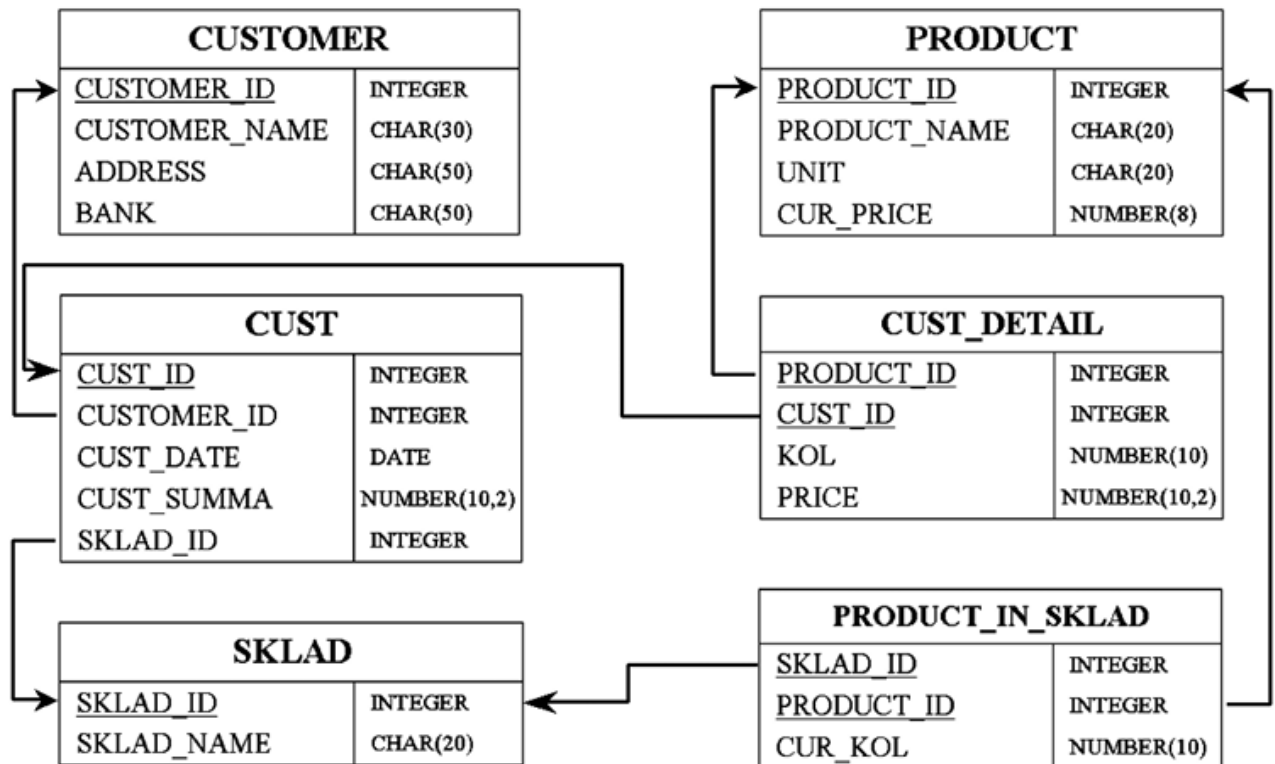 CUSTOMER
CUSTOMER_ID INTEGER
CUSTOMER_NAME CHAR(30)
ADDRESS CHAR(50)
BANK CHAR(50)
PRODUCT
PRODUCT_ID INTEGER
PRODUCT_NAME CHAR(20)
UNIT CHAR(20)
CUR_PRICE NUMBER(8)
CUST
CUST_ID INTEGER
CUSTOMER_ID INTEGER
CUST_DATE DATE
CUST_SUMMA NUMBER(10,2)
SKLAD_ID INTEGER
CUST_DETAIL
PRODUCT_ID INTEGER
CUST_ID INTEGER
KOL NUMBER(10)
PRICE NUMBER(10,2)
SKLAD
SKLAD_ID INTEGER
SKLAD_NAME CHAR(20)
PRODUCT_IN_SKLAD
SKLAD_ID INTEGER
PRODUCT_ID INTEGER
CUR_KOL NUMBER(10)